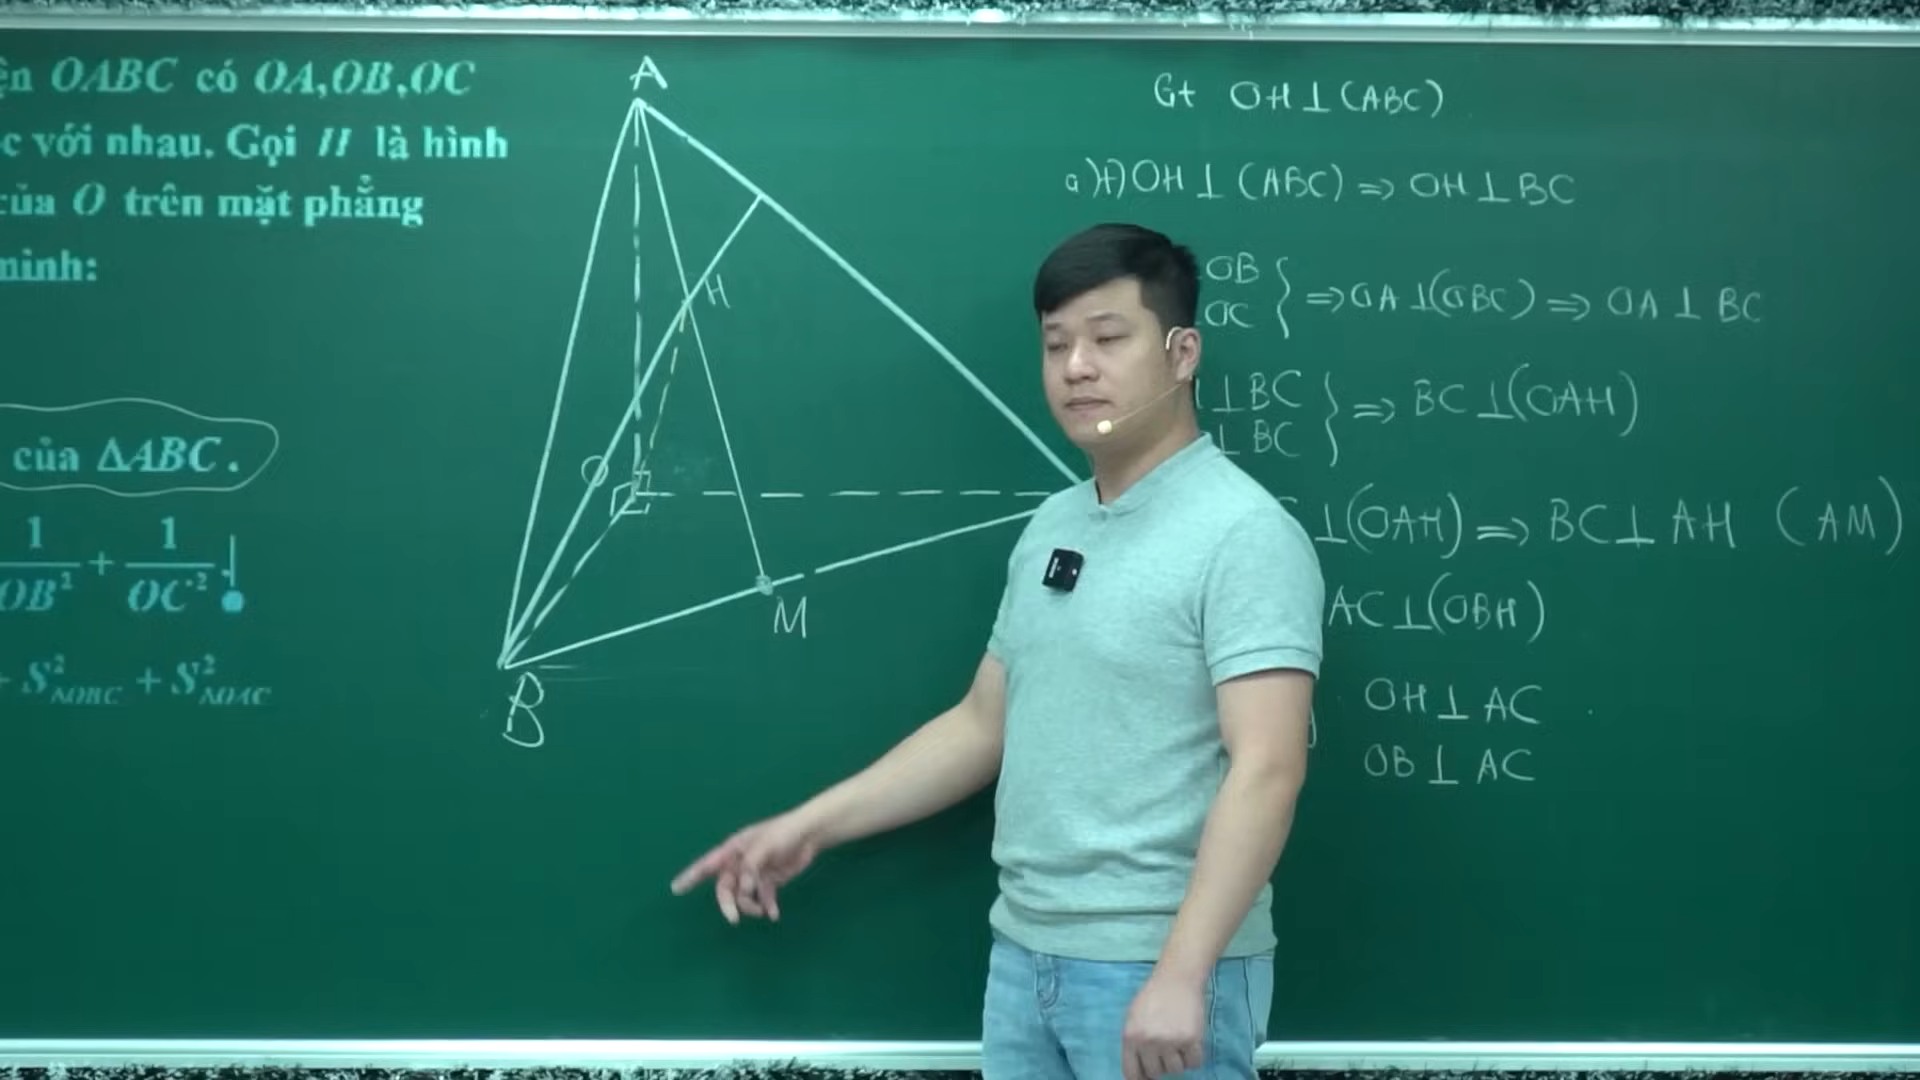 OABC có OA,OB,OC
với nhau. Gọi H là hình
của O trên mặt phẳng
minh:
của ΔABC.
1/OB² + 1/OC²
+ S²ΔOBC + S²ΔOAC
A
H
O
M
B
Gt OH⊥(ABC)
a)+) OH⊥(ABC) => OH⊥BC
OB
OC } => OA⊥(OBC) => OA⊥BC
⊥BC
⊥BC } => BC⊥(OAH)
⊥(OAH) => BC⊥AH (AM)
AC⊥(OBH)
OH⊥AC
OB⊥AC